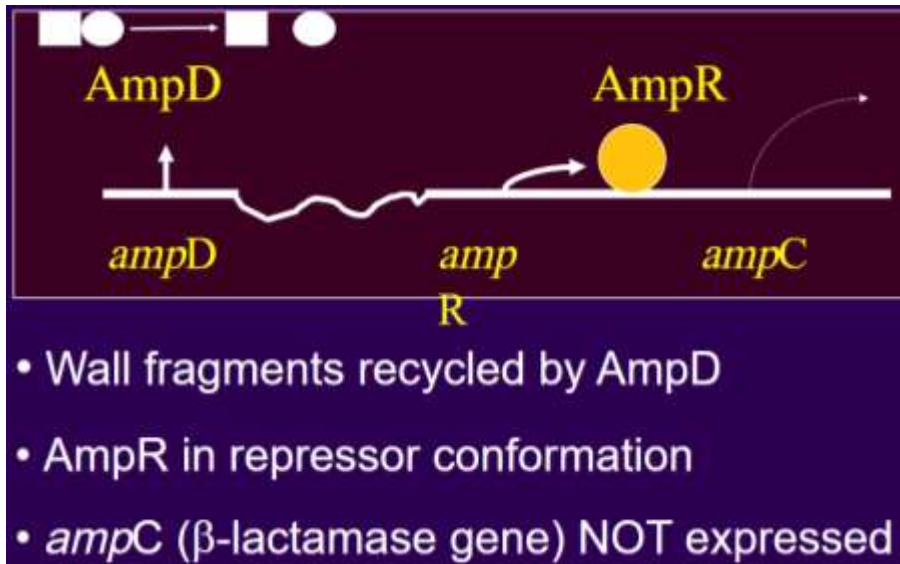 AmpD AmpR
ampD amp ampC
R
• Wall fragments recycled by AmpD
• AmpR in repressor conformation
• ampC (β-lactamase gene) NOT expressed